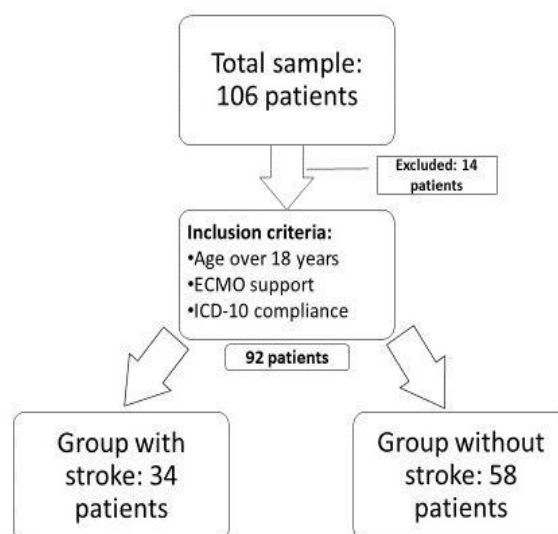 Total sample:
106 patients
Excluded: 14
patients
Inclusion criteria:
•Age over 18 years
•ECMO support
•ICD-10 compliance
92 patients
Group with
stroke: 34
patients
Group without
stroke: 58
patients